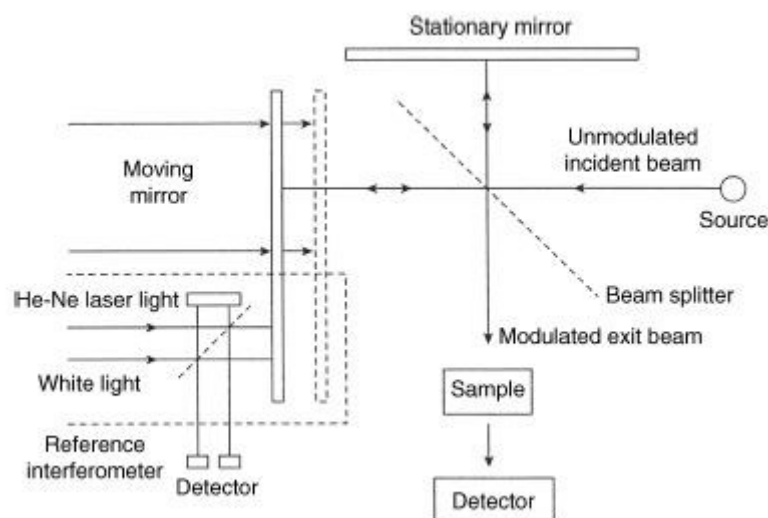 Stationary mirror
Unmodulated
incident beam
Moving
mirror
Source
He-Ne laser light
Beam splitter
Modulated exit beam
White light
Sample
Reference
interferometer
Detector
Detector